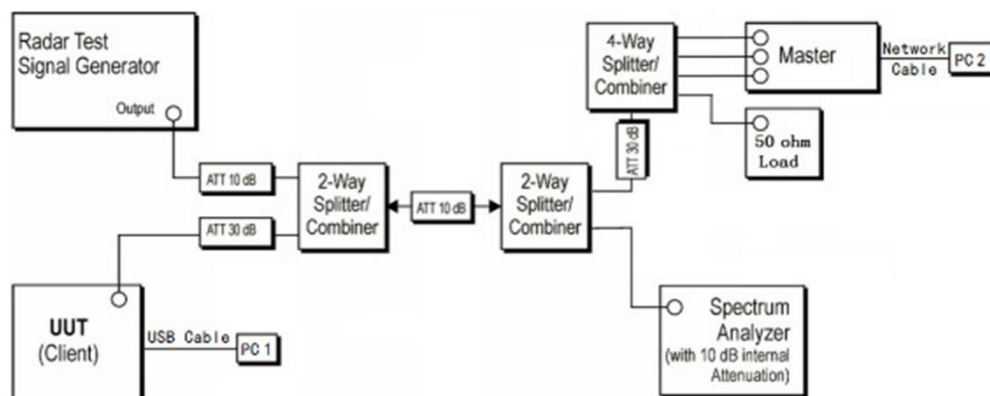 Radar Test
Signal Generator
Output
ATT 10 dB
2-Way
Splitter/
Combiner
ATT 30 dB
ATT 10 dB
2-Way
Splitter/
Combiner
4-Way
Splitter/
Combiner
ATT 30 dB
Master
Network
Cable
PC 2
50 ohm
Load
UUT
(Client)
USB Cable
PC 1
Spectrum
Analyzer
(with 10 dB internal
Attenuation)